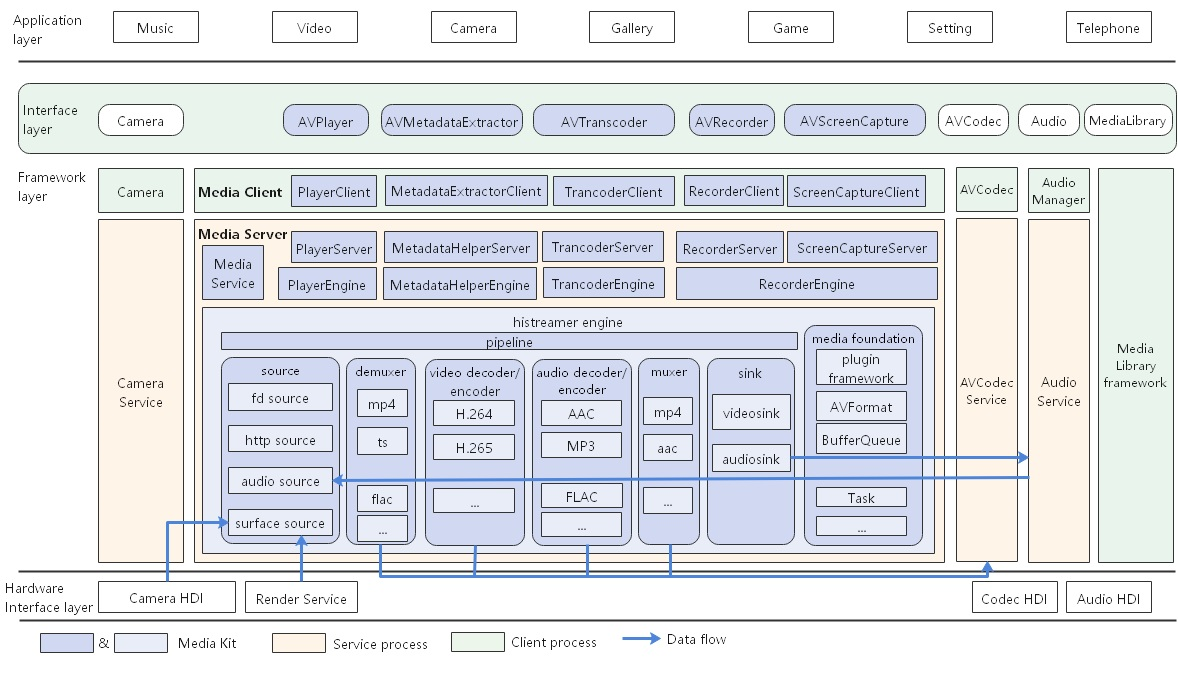 Application
layer
Music
Video
Camera
Gallery
Game
Setting
Telephone
Interface
layer
Camera
AVPlayer
AVMetadataExtractor
AVTranscoder
AVRecorder
AVScreenCapture
AVCodec
Audio
MediaLibrary
Framework
layer
Camera
Media Client
PlayerClient
MetadataExtractorClient
TrancoderClient
RecorderClient
ScreenCaptureClient
AVCodec
Audio
Manager
Media Server
Media
Service
PlayerServer
MetadataHelperServer
TrancoderServer
RecorderServer
ScreenCaptureServer
PlayerEngine
MetadataHelperEngine
TrancoderEngine
RecorderEngine
Camera
Service
histreamer engine
pipeline
source
fd source
http source
audio source
surface source
demuxer
mp4
ts
flac
...
video decoder/
encoder
H.264
H.265
...
audio decoder/
encoder
AAC
MP3
FLAC
...
muxer
mp4
aac
...
sink
videosink
audiosink
media foundation
plugin
framework
AVFormat
BufferQueue
Task
...
AVCodec
Service
Audio
Service
Media
Library
framework
Hardware
Interface layer
Camera HDI
Render Service
Codec HDI
Audio HDI
&
Media Kit
Service process
Client process
Data flow